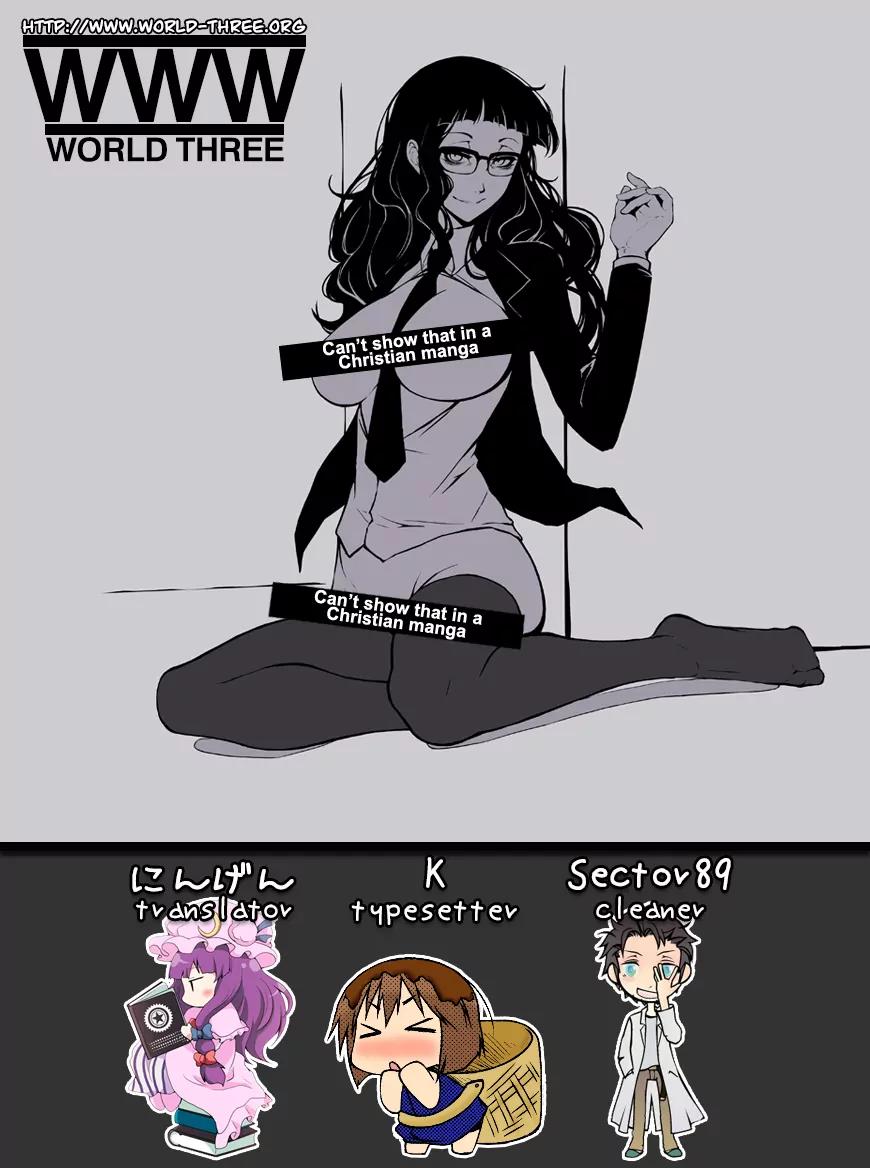 HTTP://WWW.WORLD-THREE.ORG
WWW
WORLD THREE
Can't show that in a
Christian manga
Can't show that in a
Christian manga
にんげん
translator
K
typesetter
Sector89
cleaner